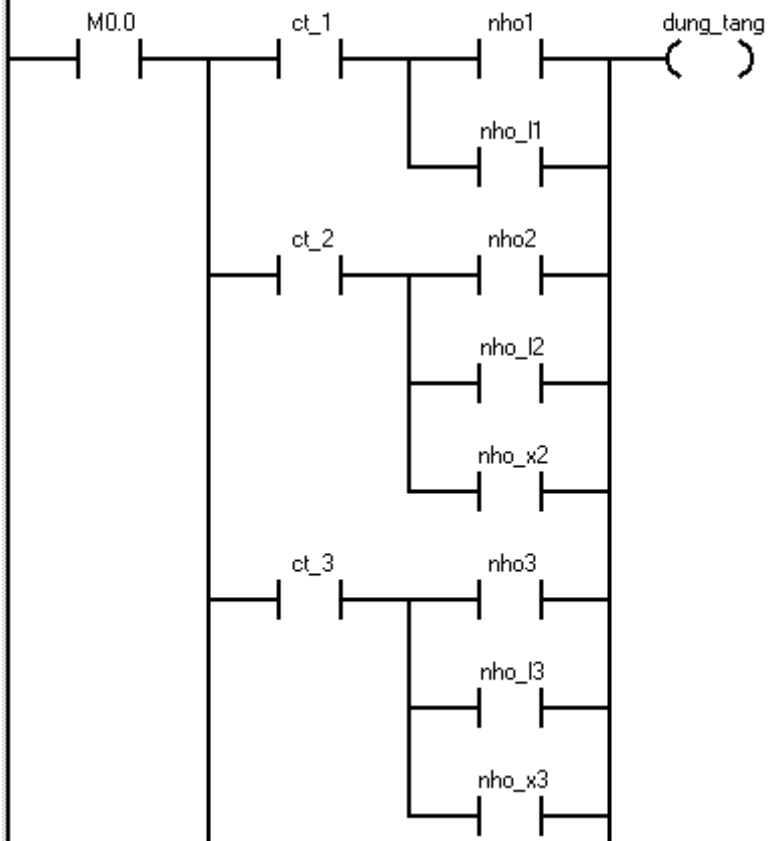 M0.0 ct_1 nho1 dung_tang
nho_l1
ct_2 nho2
nho_l2
nho_x2
ct_3 nho3
nho_l3
nho_x3